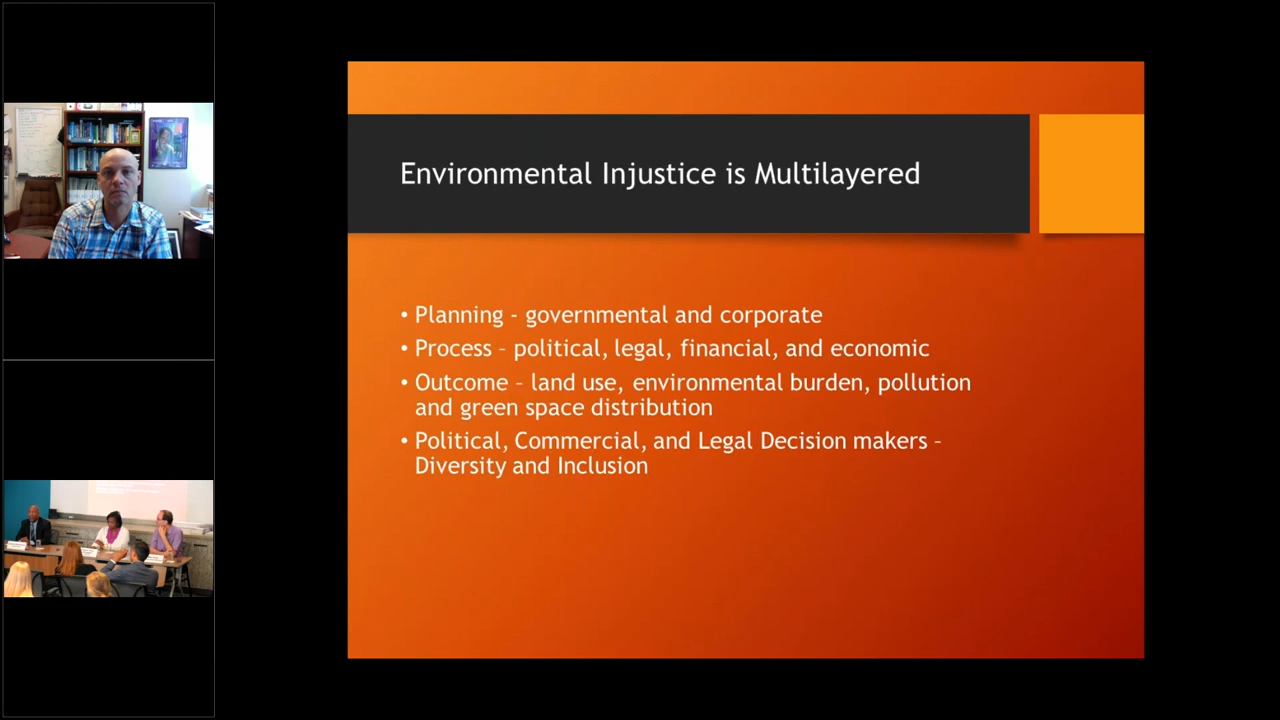 Environmental Injustice is Multilayered
• Planning - governmental and corporate
• Process – political, legal, financial, and economic
• Outcome – land use, environmental burden, pollution
and green space distribution
• Political, Commercial, and Legal Decision makers –
Diversity and Inclusion